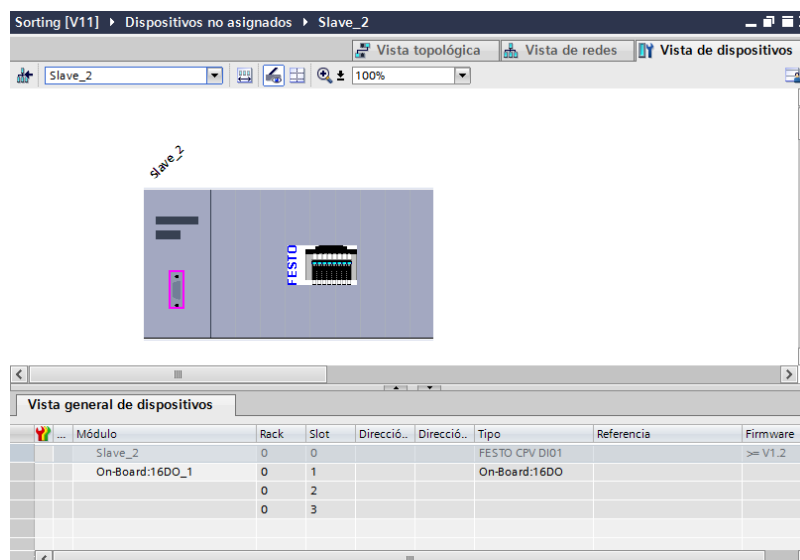 Sorting [V11] ▸ Dispositivos no asignados ▸ Slave_2
Vista topológica Vista de redes Vista de dispositivos
Slave_2 100%
slave_2
FESTO
Vista general de dispositivos
... Módulo Rack Slot Direcció... Direcció... Tipo Referencia Firmware
Slave_2 0 0 FESTO CPV DI01 >= V1.2
On-Board:16DO_1 0 1 On-Board:16DO
0 2
0 3